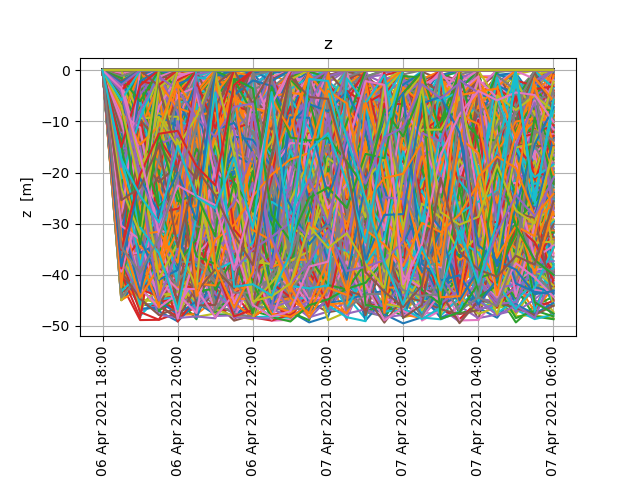 z
0
−10
−20
−30
−40
−50
z [m]
06 Apr 2021 18:00
06 Apr 2021 20:00
06 Apr 2021 22:00
07 Apr 2021 00:00
07 Apr 2021 02:00
07 Apr 2021 04:00
07 Apr 2021 06:00